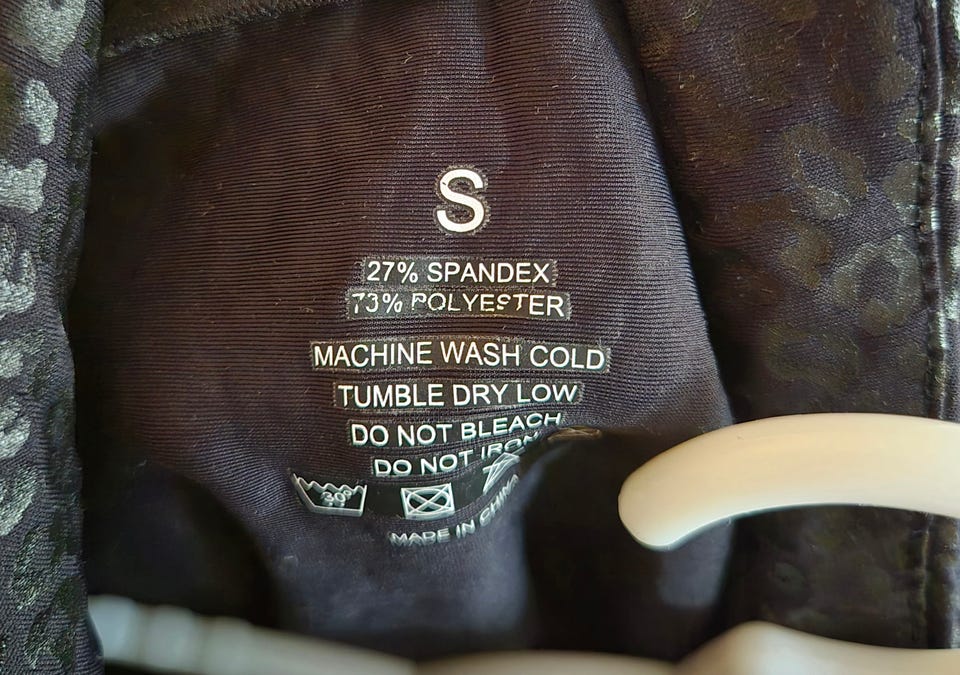 S
27% SPANDEX
73% POLYESTER
MACHINE WASH COLD
TUMBLE DRY LOW
DO NOT BLEACH
DO NOT IRON
30°
MADE IN CHINA